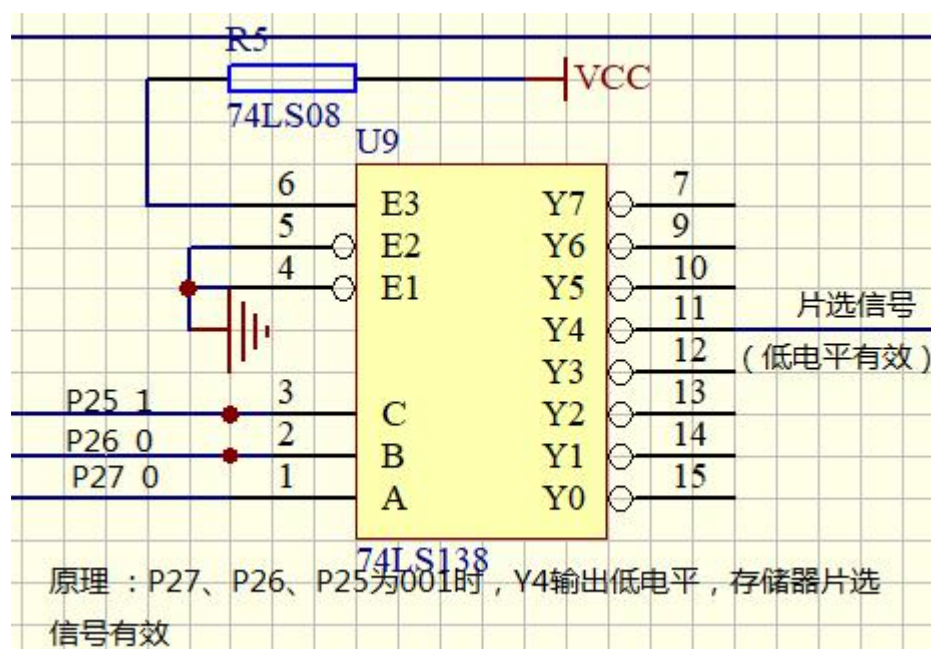 R5
VCC
74LS08
U9
6 E3 Y7 7
5 E2 Y6 9
4 E1 Y5 10
Y4 11 片选信号
Y3 12 (低电平有效)
P25 1 3 C Y2 13
P26 0 2 B Y1 14
P27 0 1 A Y0 15
74LS138
原理:P27、P26、P25为001时,Y4输出低电平,存储器片选
信号有效